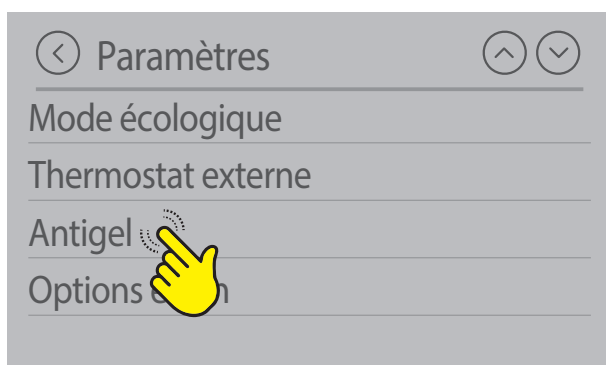 Paramètres
Mode écologique
Thermostat externe
Antigel
Options